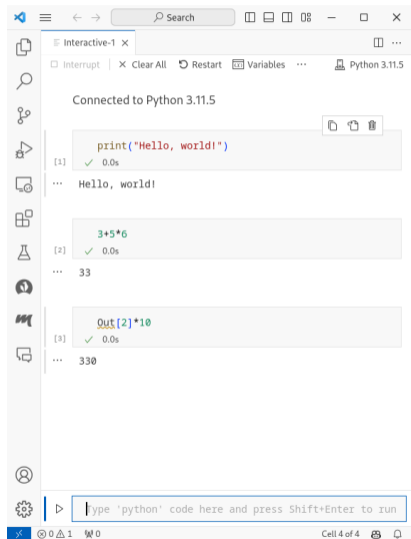 Search
Interactive-1
Interrupt Clear All Restart Variables ... Python 3.11.5
Connected to Python 3.11.5
print("Hello, world!")
[1] 0.0s
... Hello, world!
3+5*6
[2] 0.0s
... 33
Out[2]*10
[3] 0.0s
... 330
Type 'python' code here and press Shift+Enter to run
0 1 0 Cell 4 of 4